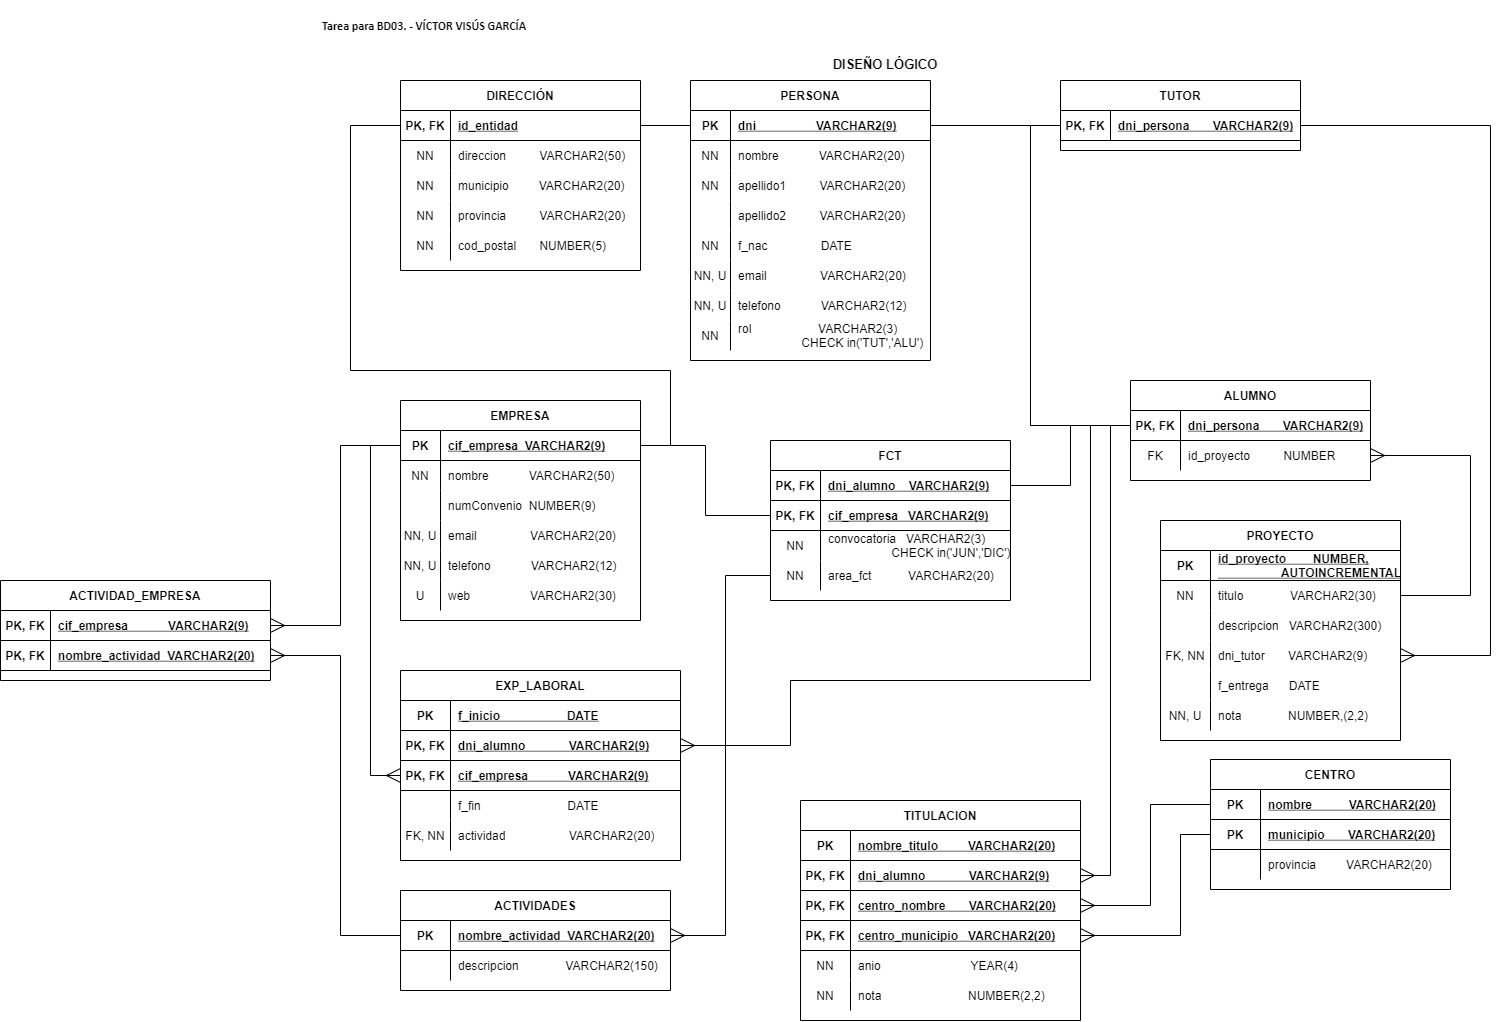 Tarea para BD03. - VÍCTOR VISÚS GARCÍA
DISEÑO LÓGICO
DIRECCIÓN
PK, FK id_entidad
NN direccion VARCHAR2(50)
NN municipio VARCHAR2(20)
NN provincia VARCHAR2(20)
NN cod_postal NUMBER(5)
PERSONA
PK dni VARCHAR2(9)
NN nombre VARCHAR2(20)
NN apellido1 VARCHAR2(20)
apellido2 VARCHAR2(20)
NN f_nac DATE
NN, U email VARCHAR2(20)
NN, U telefono VARCHAR2(12)
NN rol VARCHAR2(3)
CHECK in('TUT','ALU')
TUTOR
PK, FK dni_persona VARCHAR2(9)
EMPRESA
PK cif_empresa VARCHAR2(9)
NN nombre VARCHAR2(50)
numConvenio NUMBER(9)
NN, U email VARCHAR2(20)
NN, U telefono VARCHAR2(12)
U web VARCHAR2(30)
FCT
PK, FK dni_alumno VARCHAR2(9)
PK, FK cif_empresa VARCHAR2(9)
NN convocatoria VARCHAR2(3)
CHECK in('JUN','DIC')
NN area_fct VARCHAR2(20)
ALUMNO
PK, FK dni_persona VARCHAR2(9)
FK id_proyecto NUMBER
PROYECTO
PK id_proyecto NUMBER,
AUTOINCREMENTAL
NN titulo VARCHAR2(30)
descripcion VARCHAR2(300)
FK, NN dni_tutor VARCHAR2(9)
f_entrega DATE
NN, U nota NUMBER,(2,2)
ACTIVIDAD_EMPRESA
PK, FK cif_empresa VARCHAR2(9)
PK, FK nombre_actividad VARCHAR2(20)
EXP_LABORAL
PK f_inicio DATE
PK, FK dni_alumno VARCHAR2(9)
PK, FK cif_empresa VARCHAR2(9)
f_fin DATE
FK, NN actividad VARCHAR2(20)
CENTRO
PK nombre VARCHAR2(20)
PK municipio VARCHAR2(20)
provincia VARCHAR2(20)
TITULACION
PK nombre_titulo VARCHAR2(20)
PK, FK dni_alumno VARCHAR2(9)
PK, FK centro_nombre VARCHAR2(20)
PK, FK centro_municipio VARCHAR2(20)
NN anio YEAR(4)
NN nota NUMBER(2,2)
ACTIVIDADES
PK nombre_actividad VARCHAR2(20)
descripcion VARCHAR2(150)